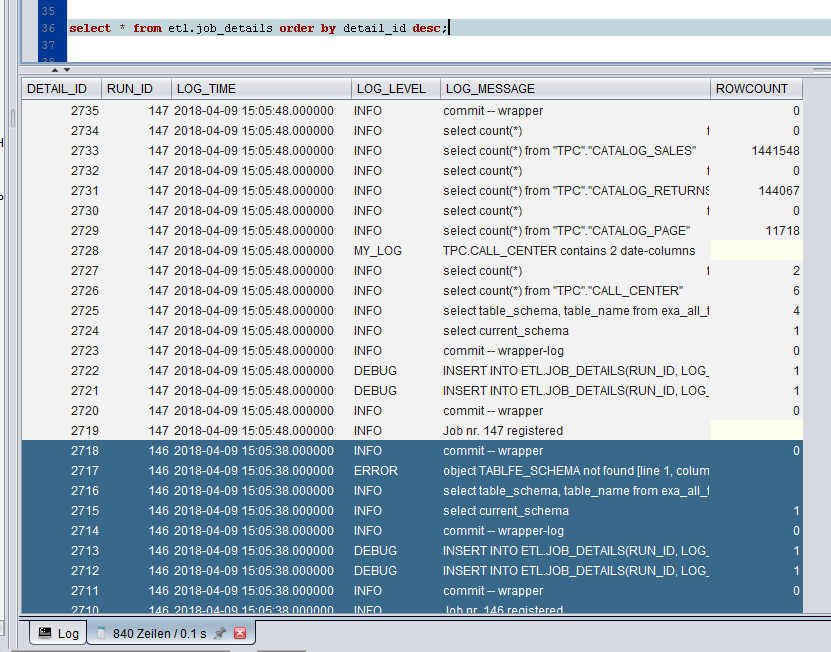 35
36 select * from etl.job_details order by detail_id desc;
37
38
DETAIL_ID RUN_ID LOG_TIME LOG_LEVEL LOG_MESSAGE ROWCOUNT
2735 147 2018-04-09 15:05:48.000000 INFO commit -- wrapper 0
2734 147 2018-04-09 15:05:48.000000 INFO select count(*) f 0
2733 147 2018-04-09 15:05:48.000000 INFO select count(*) from "TPC"."CATALOG_SALES" 1441548
2732 147 2018-04-09 15:05:48.000000 INFO select count(*) f 0
2731 147 2018-04-09 15:05:48.000000 INFO select count(*) from "TPC"."CATALOG_RETURNS 144067
2730 147 2018-04-09 15:05:48.000000 INFO select count(*) f 0
2729 147 2018-04-09 15:05:48.000000 INFO select count(*) from "TPC"."CATALOG_PAGE" 11718
2728 147 2018-04-09 15:05:48.000000 MY_LOG TPC.CALL_CENTER contains 2 date-columns
2727 147 2018-04-09 15:05:48.000000 INFO select count(*) f 2
2726 147 2018-04-09 15:05:48.000000 INFO select count(*) from "TPC"."CALL_CENTER" 6
2725 147 2018-04-09 15:05:48.000000 INFO select table_schema, table_name from exa_all_t 4
2724 147 2018-04-09 15:05:48.000000 INFO select current_schema 1
2723 147 2018-04-09 15:05:48.000000 INFO commit -- wrapper-log 0
2722 147 2018-04-09 15:05:48.000000 DEBUG INSERT INTO ETL.JOB_DETAILS(RUN_ID, LOG_ 1
2721 147 2018-04-09 15:05:48.000000 DEBUG INSERT INTO ETL.JOB_DETAILS(RUN_ID, LOG_ 1
2720 147 2018-04-09 15:05:48.000000 INFO commit -- wrapper 0
2719 147 2018-04-09 15:05:48.000000 INFO Job nr. 147 registered
2718 146 2018-04-09 15:05:38.000000 INFO commit -- wrapper 0
2717 146 2018-04-09 15:05:38.000000 ERROR object TABLFE_SCHEMA not found [line 1, colum
2716 146 2018-04-09 15:05:38.000000 INFO select table_schema, table_name from exa_all_t
2715 146 2018-04-09 15:05:38.000000 INFO select current_schema 1
2714 146 2018-04-09 15:05:38.000000 INFO commit -- wrapper-log 0
2713 146 2018-04-09 15:05:38.000000 DEBUG INSERT INTO ETL.JOB_DETAILS(RUN_ID, LOG_ 1
2712 146 2018-04-09 15:05:38.000000 DEBUG INSERT INTO ETL.JOB_DETAILS(RUN_ID, LOG_ 1
2711 146 2018-04-09 15:05:38.000000 INFO commit -- wrapper 0
2710 146 2018-04-09 15:05:38.000000 INFO Job nr. 146 registered
Log 840 Zeilen / 0.1 s